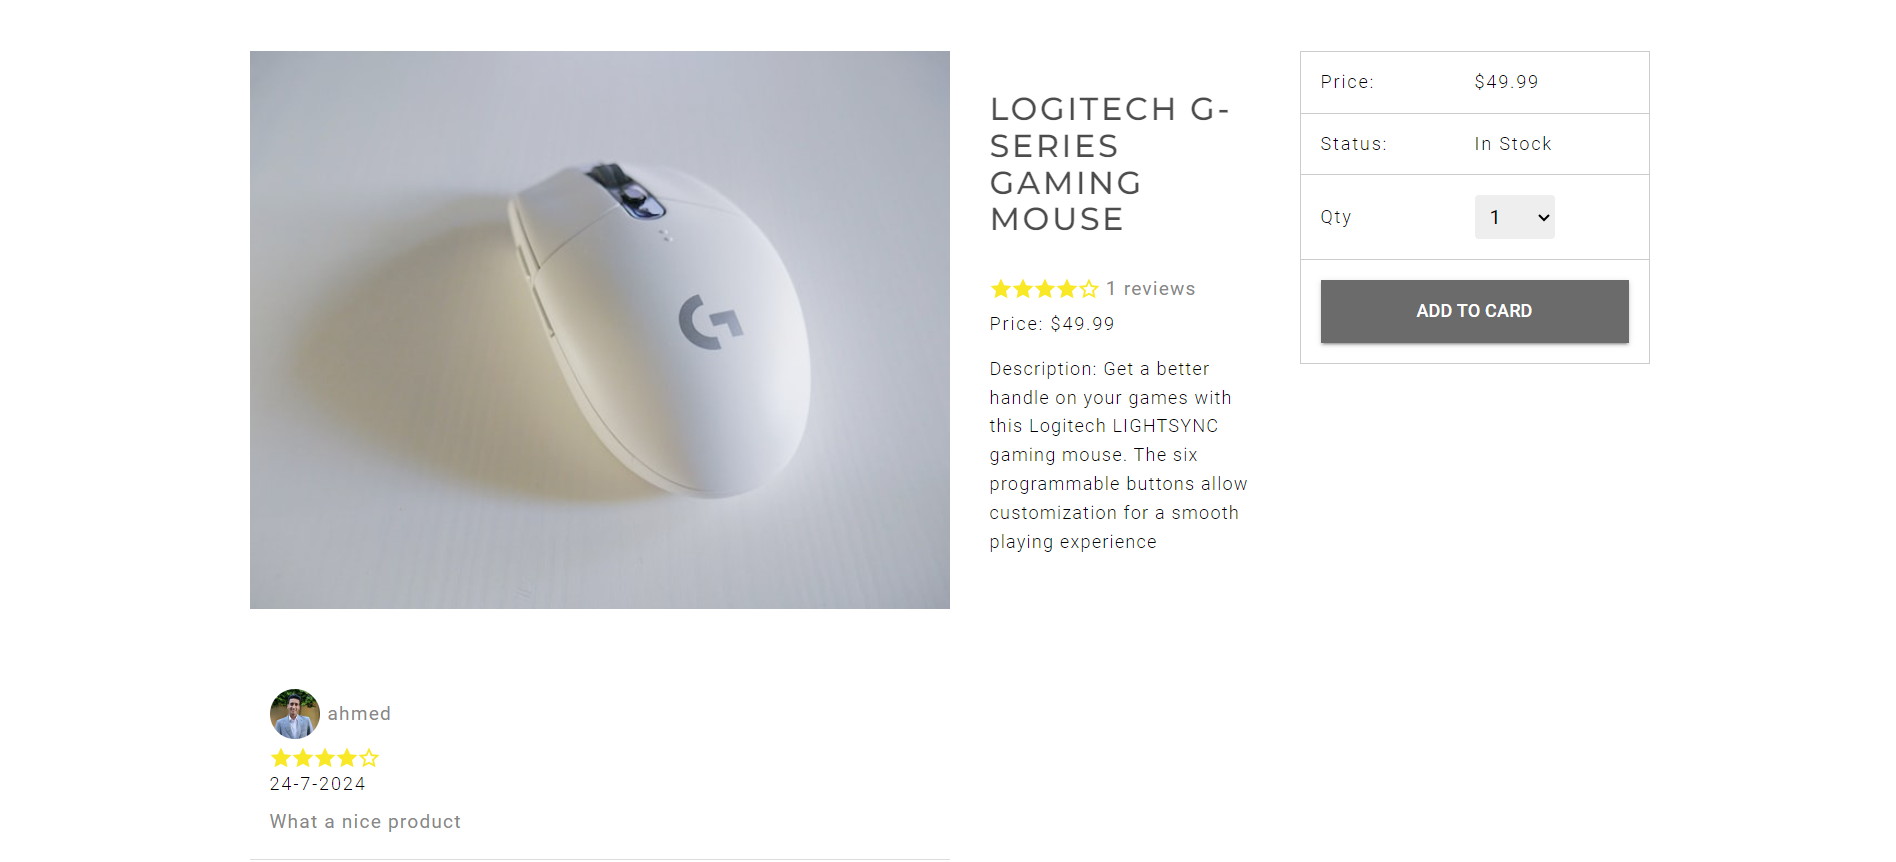 LOGITECH G-
SERIES
GAMING
MOUSE
1 reviews
Price: $49.99
Description: Get a better
handle on your games with
this Logitech LIGHTSYNC
gaming mouse. The six
programmable buttons allow
customization for a smooth
playing experience
Price: $49.99
Status: In Stock
Qty 1
ADD TO CARD
ahmed
24-7-2024
What a nice product